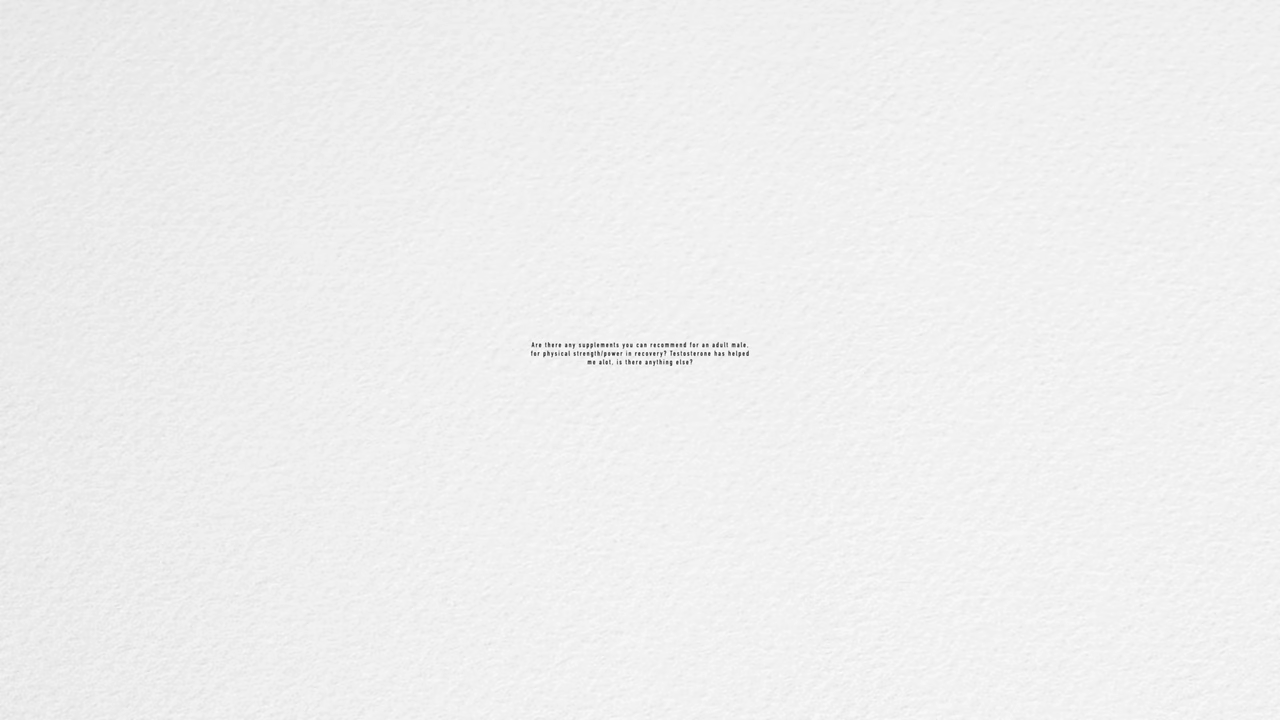 Are there any supplements you can recommend for an adult male.
for physical strength/power in recovery? Testosterone has helped
me alot, is there anything else?